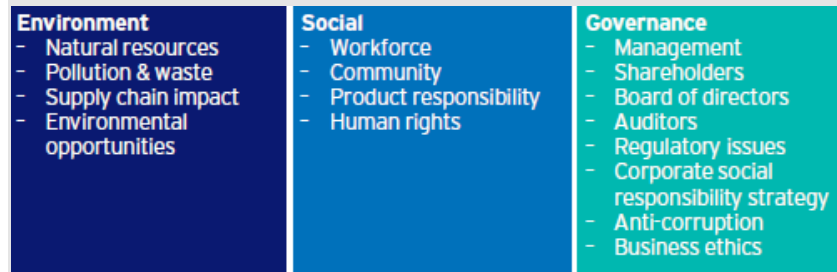 Environment
- Natural resources
- Pollution & waste
- Supply chain impact
- Environmental
opportunities
Social
- Workforce
- Community
- Product responsibility
- Human rights
Governance
- Management
- Shareholders
- Board of directors
- Auditors
- Regulatory issues
- Corporate social
responsibility strategy
- Anti-corruption
- Business ethics